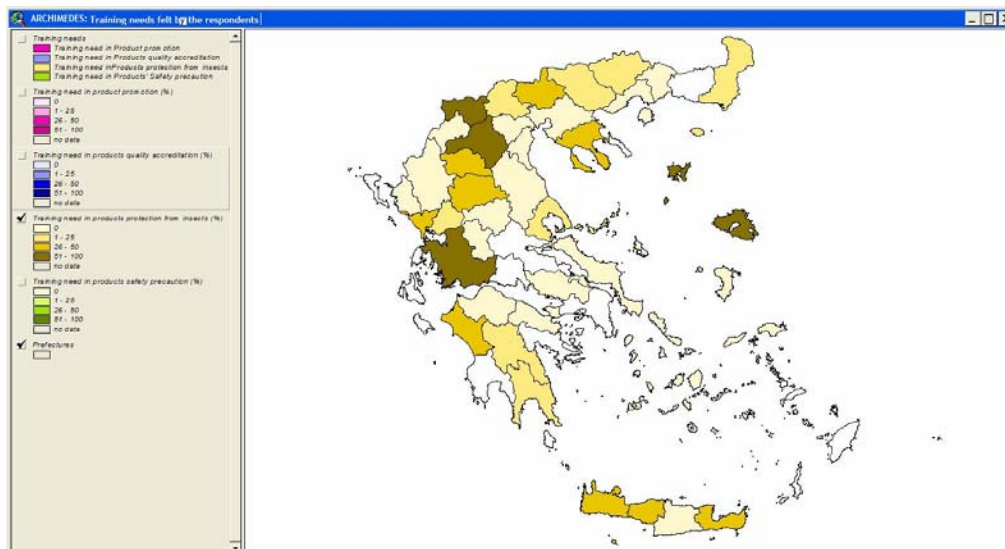 ARCHIMEDES: Training needs felt by the respondents
Training needs
Training need in Product promotion
Training need in Products quality accreditation
Training need inProducts protection from insects
Training need in Products' Safety precaution
Training need in product promotion (%)
0
1 - 25
26 - 50
51 - 100
no data
Training need in products quality accreditation (%)
0
1 - 25
26 - 50
51 - 100
no data
Training need in products protection from insects (%)
0
1 - 25
26 - 50
51 - 100
no data
Training need in products safety precaution (%)
0
1 - 25
26 - 50
51 - 100
no data
Prefectures